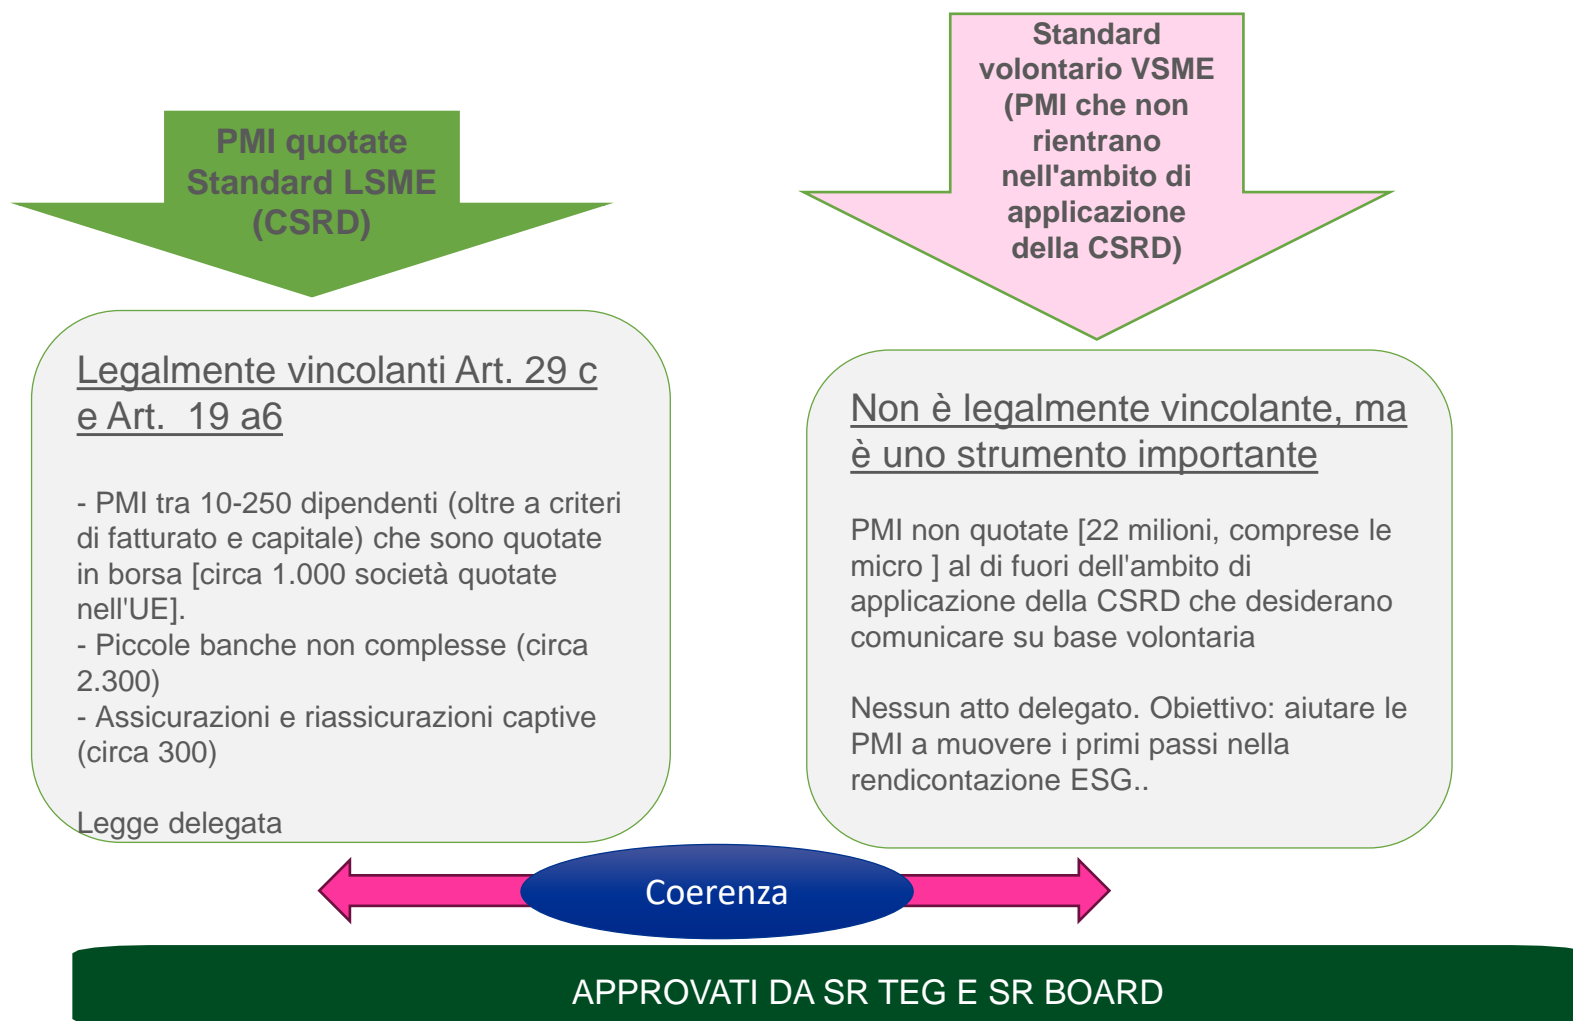 PMI quotate
Standard LSME
(CSRD)
Legalmente vincolanti Art. 29 c
e Art.  19 a6
- PMI tra 10-250 dipendenti (oltre a criteri
di fatturato e capitale) che sono quotate
in borsa [circa 1.000 società quotate
nell'UE].
- Piccole banche non complesse (circa
2.300)
- Assicurazioni e riassicurazioni captive
(circa 300)
Legge delegata
Standard
volontario VSME
(PMI che non
rientrano
nell'ambito di
applicazione
della CSRD)
Non è legalmente vincolante, ma
è uno strumento importante
PMI non quotate [22 milioni, comprese le
micro ] al di fuori dell'ambito di
applicazione della CSRD che desiderano
comunicare su base volontaria
Nessun atto delegato. Obiettivo: aiutare le
PMI a muovere i primi passi nella
rendicontazione ESG..
Coerenza
APPROVATI DA SR TEG E SR BOARD